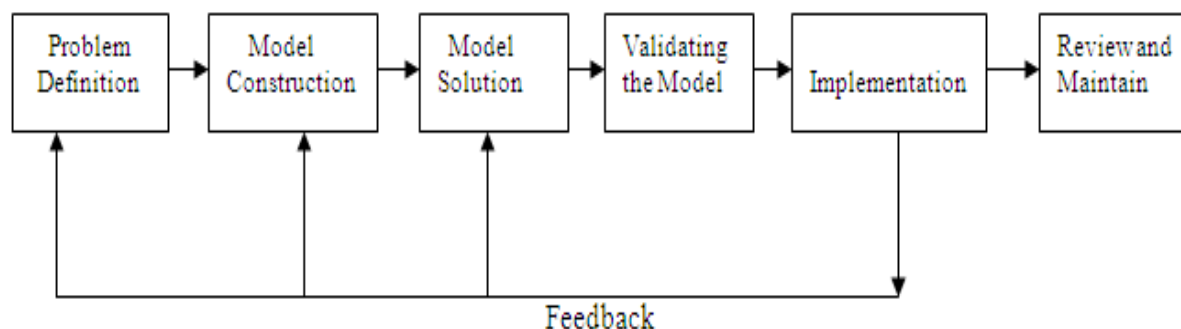 Problem
Definition
Model
Construction
Model
Solution
Validating
the Model
Implementation
Review and
Maintain
Feedback